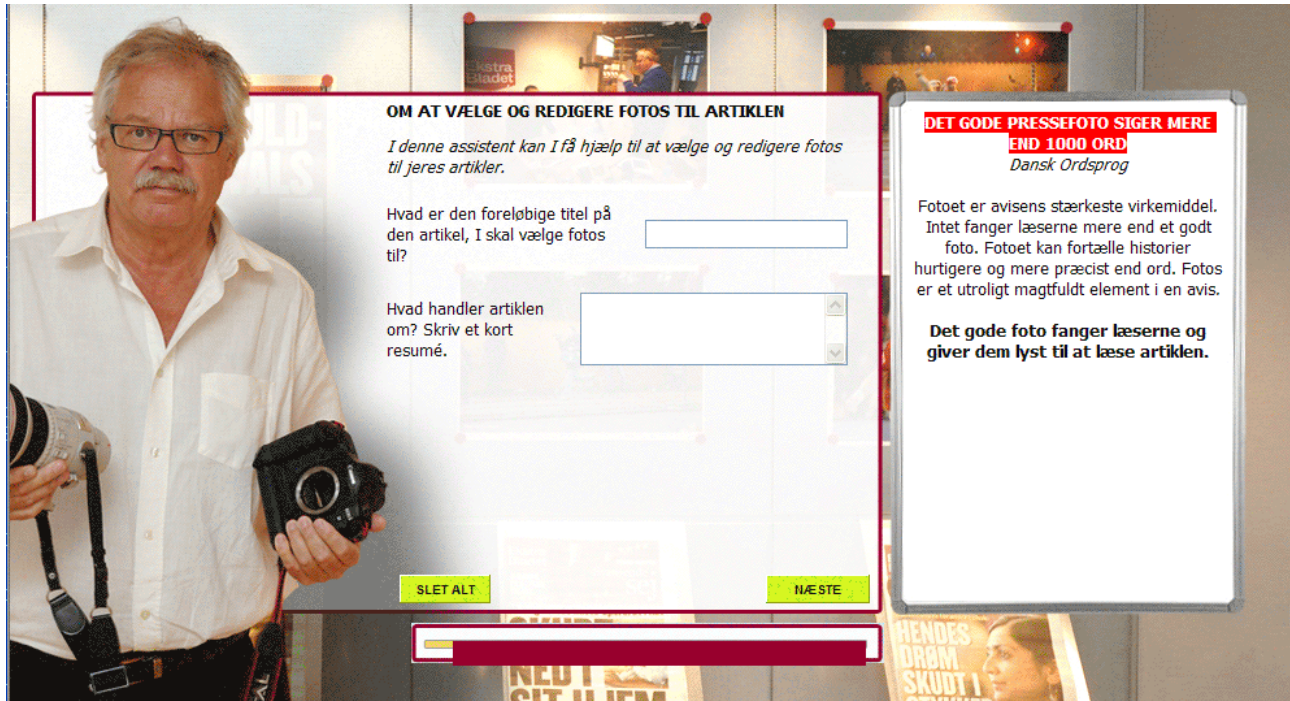 Ekstra
Bladet
OM AT VÆLGE OG REDIGERE FOTOS TIL ARTIKLEN
I denne assistent kan I få hjælp til at vælge og redigere fotos
til jeres artikler.
Hvad er den foreløbige titel på
den artikel, I skal vælge fotos
til?
Hvad handler artiklen
om? Skriv et kort
resumé.
SLET ALT
NÆSTE
DET GODE PRESSEFOTO SIGER MERE
END 1000 ORD
Dansk Ordsprog
Fotoet er avisens stærkeste virkemiddel.
Intet fanger læserne mere end et godt
foto. Fotoet kan fortælle historier
hurtigere og mere præcist end ord. Fotos
er et utroligt magtfuldt element i en avis.
Det gode foto fanger læserne og
giver dem lyst til at læse artiklen.
NED I
SIT HJEM
HENDES
DRØM
SKUDT I